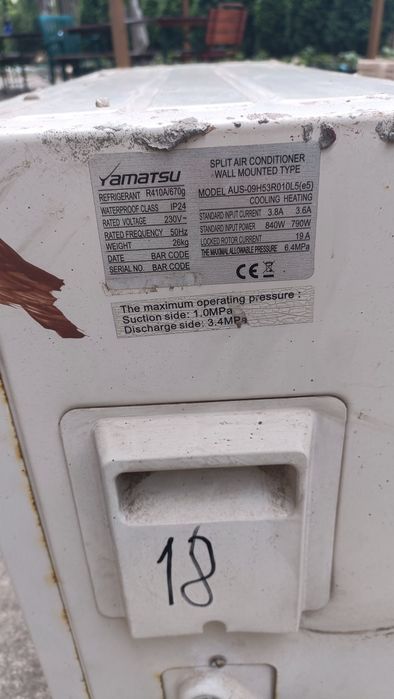 Yamatsu
SPLIT AIR CONDITIONER
WALL MOUNTED TYPE
REFRIGERANT R410A/670g
WATERPROOF CLASS IP24
RATED VOLTAGE 230V~
RATED FREQUENCY 50Hz
WEIGHT 26kg
DATE BAR CODE
SERIAL NO. BAR CODE
MODEL AUS-09H53R010L5(e5)
COOLING HEATING
STANDARD INPUT CURRENT 3.8A 3.6A
STANDARD INPUT POWER 840W 790W
LOCKED ROTOR CURRENT 19 A
THE MAXIMAL ALLOWABLE PRESSURE 6.4MPa
CE
The maximum operating pressure :
Suction side: 1.0MPa
Discharge side: 3.4MPa
18